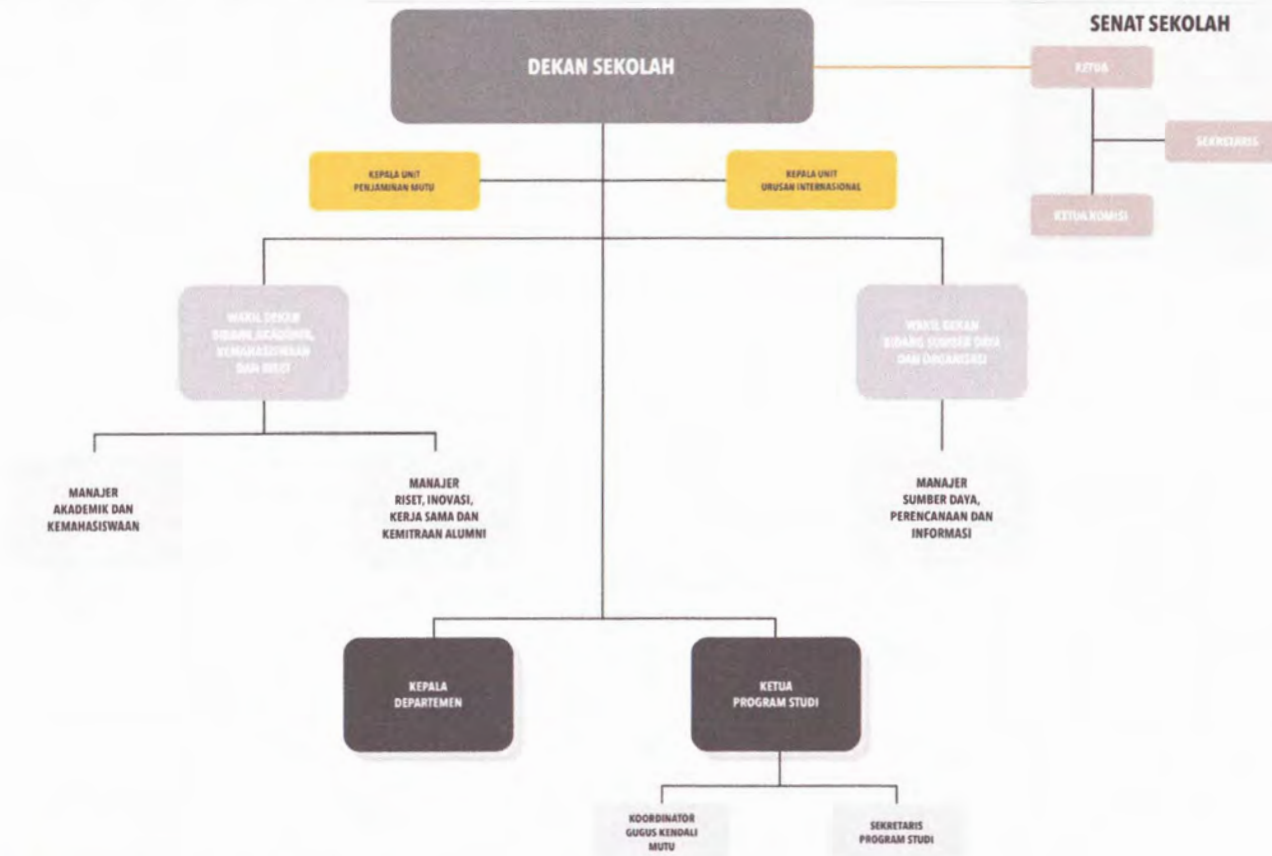 SENAT SEKOLAH
DEKAN SEKOLAH
KETUA
SEKRETARIS
KETUA KOMISI
KEPALA UNIT
PENJAMINAN MUTU
KEPALA UNIT
URUSAN INTERNASIONAL
WAKIL DEKAN
BIDANG AKADEMIK,
KEMAHASISWAAN
DAN RISET
WAKIL DEKAN
BIDANG SUMBER DAYA
DAN ORGANISASI
MANAJER
AKADEMIK DAN
KEMAHASISWAAN
MANAJER
RISET, INOVASI,
KERJA SAMA DAN
KEMITRAAN ALUMNI
MANAJER
SUMBER DAYA,
PERENCANAAN DAN
INFORMASI
KEPALA
DEPARTEMEN
KETUA
PROGRAM STUDI
KOORDINATOR
GUGUS KENDALI
MUTU
SEKRETARIS
PROGRAM STUDI